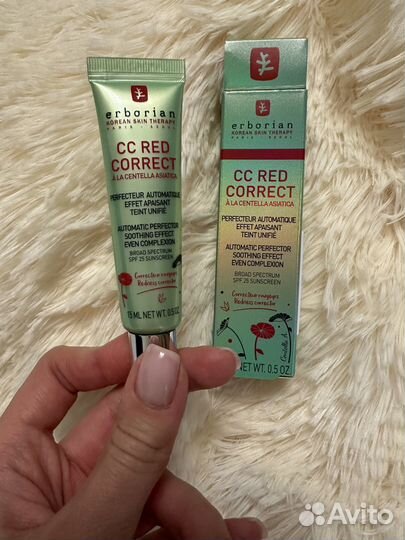 erborian
KOREAN SKIN THERAPY
PARIS - SEOUL
CC RED
CORRECT
À LA CENTELLA ASIATICA
PERFECTEUR AUTOMATIQUE
EFFET APAISANT
TEINT UNIFIÉ
AUTOMATIC PERFECTOR
SOOTHING EFFECT
EVEN COMPLEXION
BROAD SPECTRUM
SPF 25 SUNSCREEN
Correcteur rougeurs
Redness corrector
15 ML NET WT. 0.5 OZ
erborian
KOREAN SKIN THERAPY
PARIS - SEOUL
CC RED
CORRECT
À LA CENTELLA ASIATICA
PERFECTEUR AUTOMATIQUE
EFFET APAISANT
TEINT UNIFIÉ
AUTOMATIC PERFECTOR
SOOTHING EFFECT
EVEN COMPLEXION
BROAD SPECTRUM
SPF 25 SUNSCREEN
Correcteur rougeurs
Redness corrector
Centella A.
NET WT. 0.5 OZ
Avito